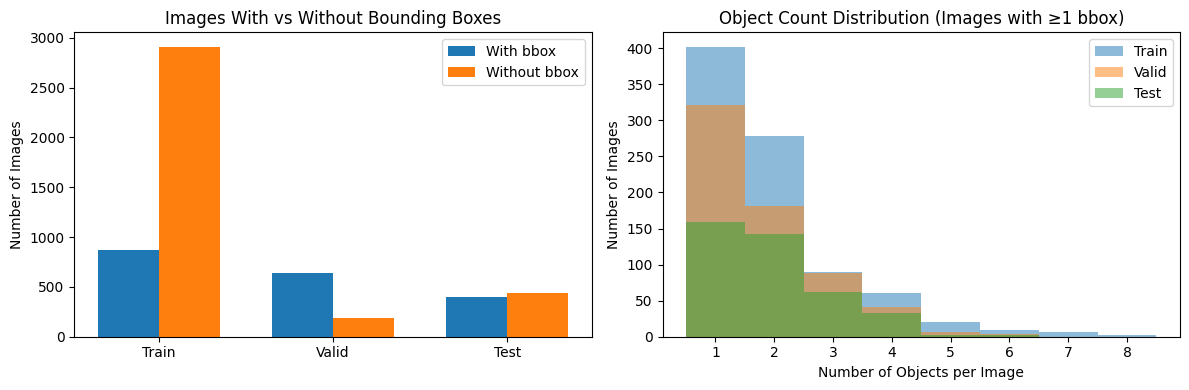 Images With vs Without Bounding Boxes
Number of Images
3000
2500
2000
1500
1000
500
0
With bbox
Without bbox
Train
Valid
Test
Object Count Distribution (Images with ≥1 bbox)
Number of Images
400
350
300
250
200
150
100
50
0
Train
Valid
Test
1
2
3
4
5
6
7
8
Number of Objects per Image